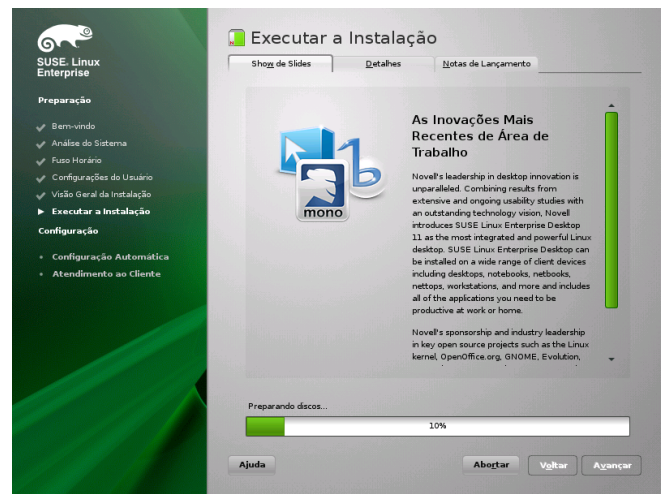 SUSE. Linux
Enterprise
Preparação
Bem-vindo
Análise do Sistema
Fuso Horário
Configurações do Usuário
Visão Geral da Instalação
Executar a Instalação
Configuração
Configuração Automática
Atendimento ao Cliente
Executar a Instalação
Show de Slides
Detalhes
Notas de Lançamento
mono
As Inovações Mais
Recentes de Área de
Trabalho
Novell's leadership in desktop innovation is
unparalleled. Combining results from
extensive and ongoing usability studies with
an outstanding technology vision, Novell
introduces SUSE Linux Enterprise Desktop
11 as the most integrated and powerful Linux
desktop. SUSE Linux Enterprise Desktop can
be installed on a wide range of client devices
including desktops, notebooks, netbooks,
nettops, workstations, and more and includes
all of the applications you need to be
productive at work or home.
Novell's sponsorship and industry leadership
in key open source projects such as the Linux
kernel, OpenOffice.org, GNOME, Evolution,
Preparando discos...
10%
Ajuda
Abortar
Voltar
Avançar